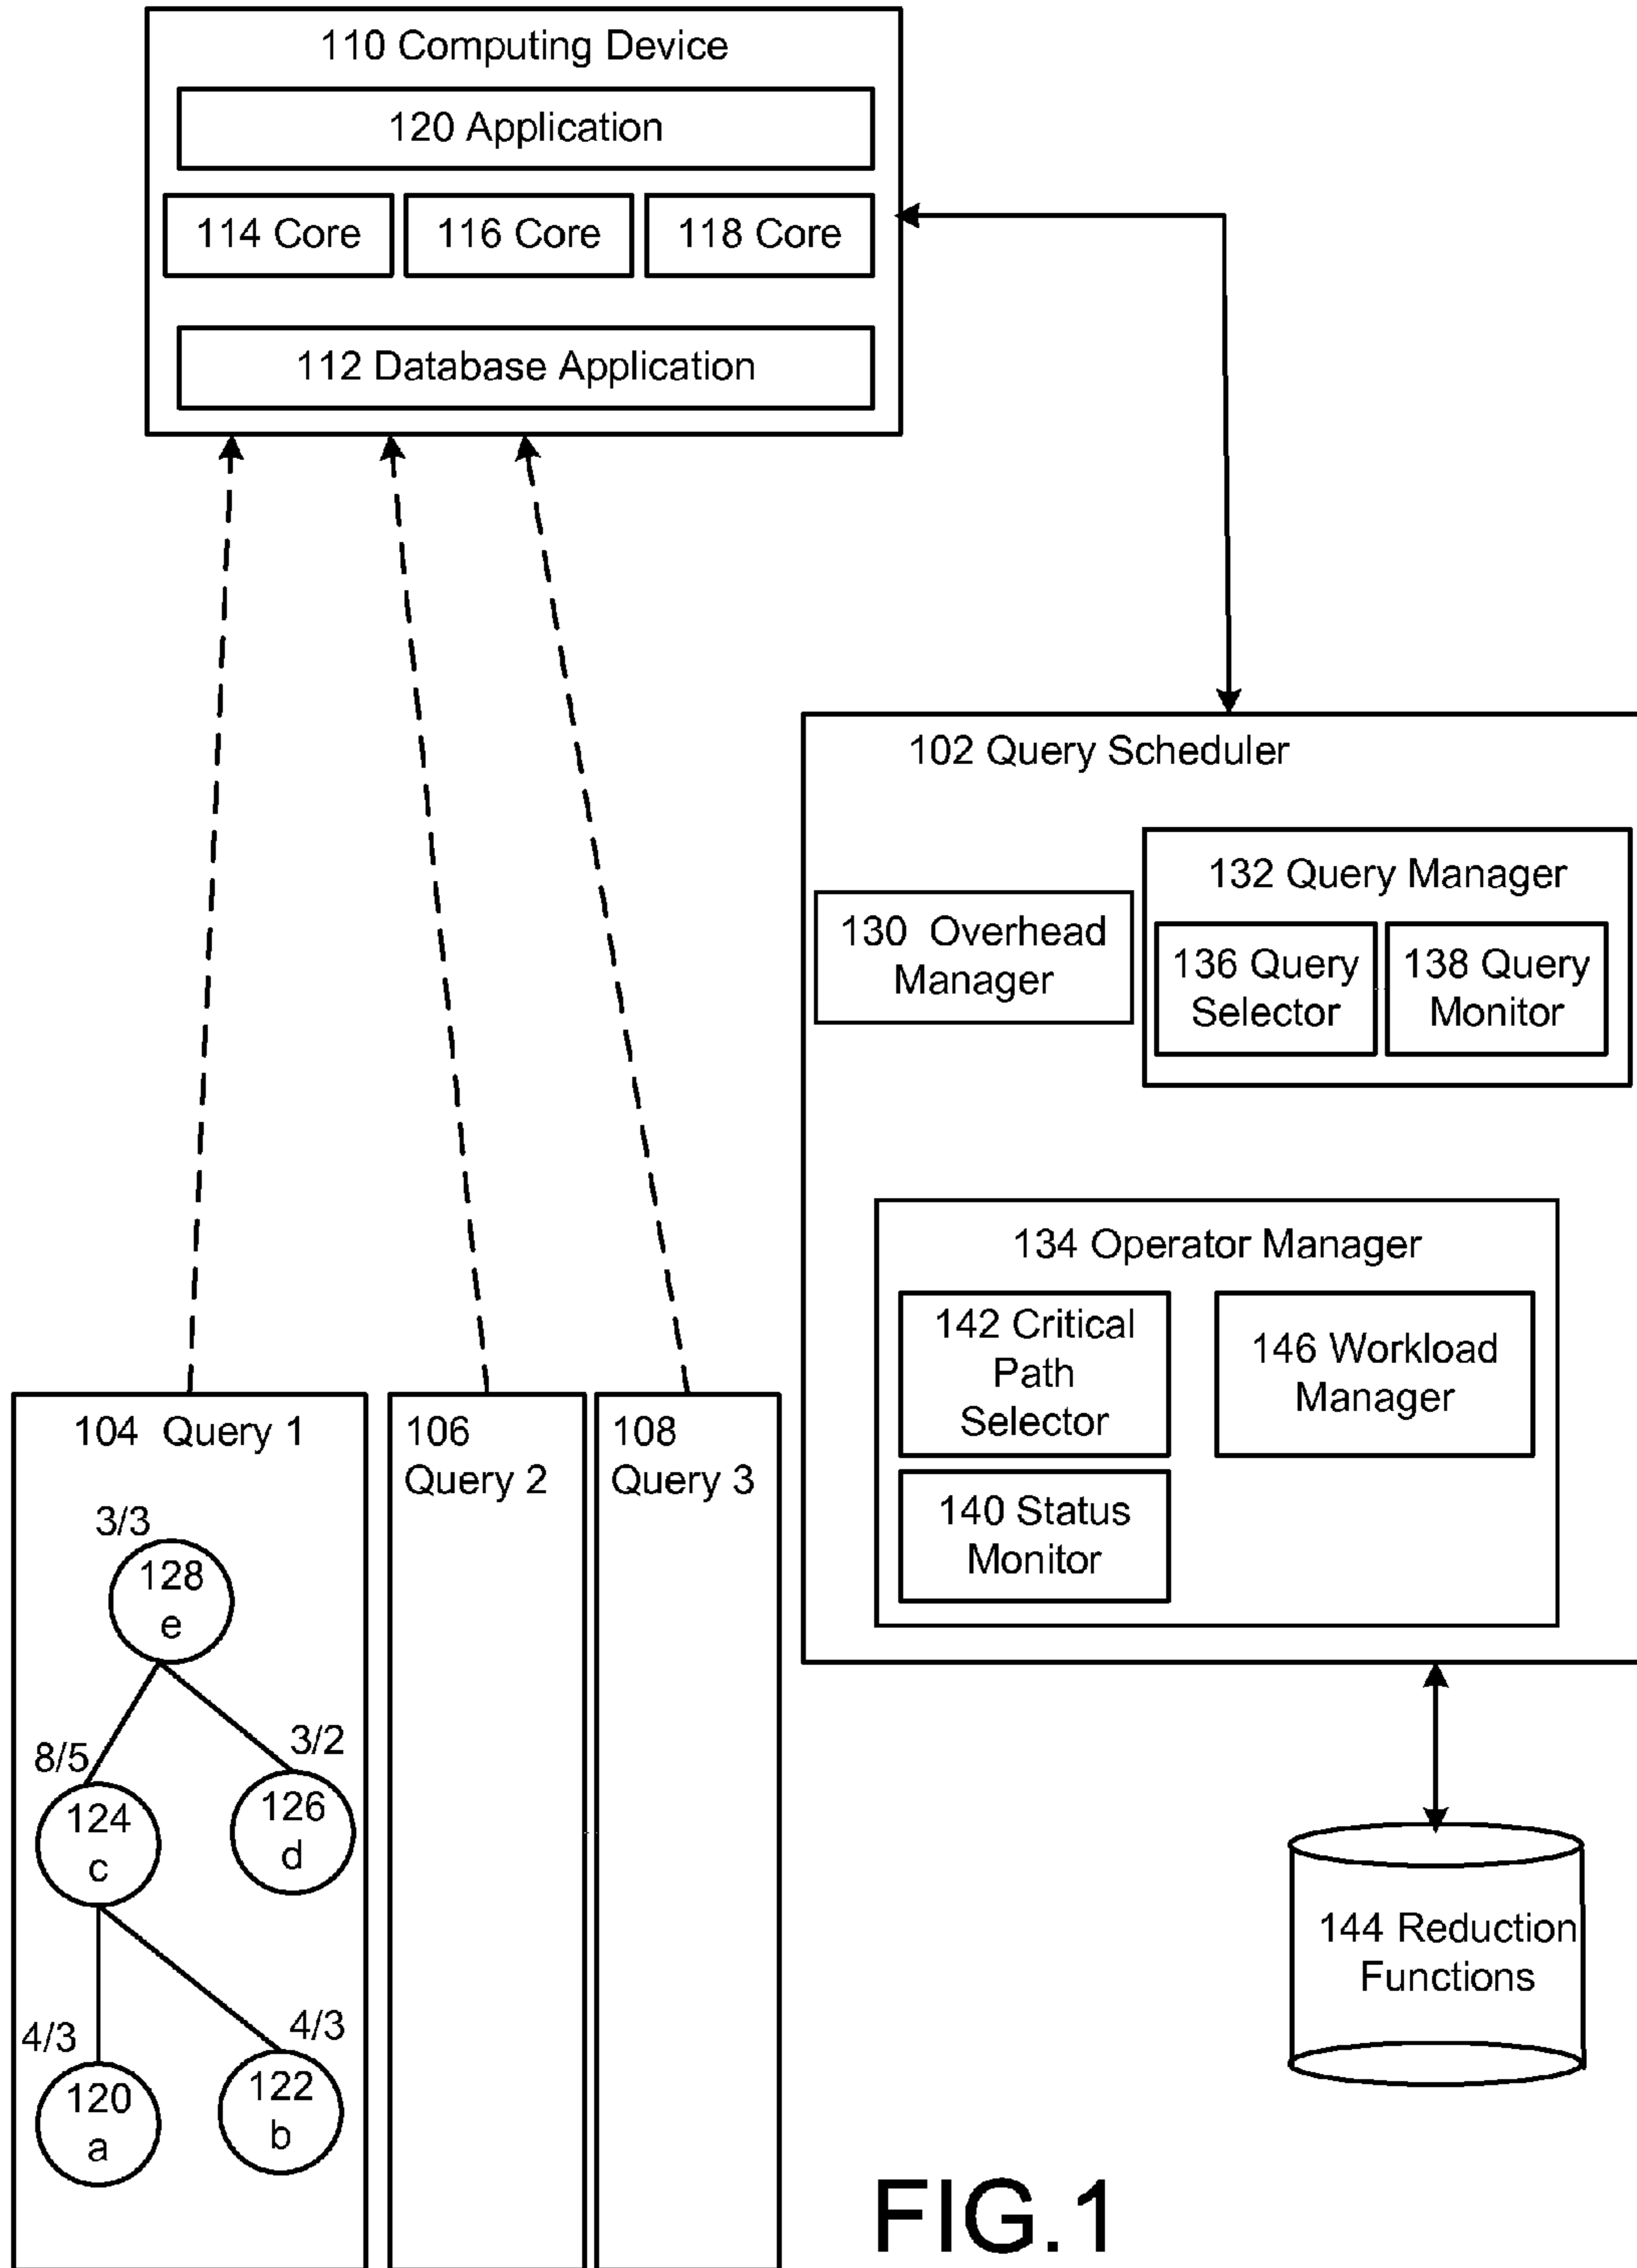 110 Computing Device
120 Application
114 Core
116 Core
118 Core
112 Database Application
102 Query Scheduler
132 Query Manager
130 Overhead
Manager
136 Query
Selector
138 Query
Monitor
134 Operator Manager
142 Critical
Path
Selector
146 Workload
Manager
140 Status
Monitor
104 Query 1
106
Query 2
108
Query 3
3/3
128
e
8/5
3/2
124
c
126
d
4/3
4/3
120
a
122
b
144 Reduction
Functions
FIG.1